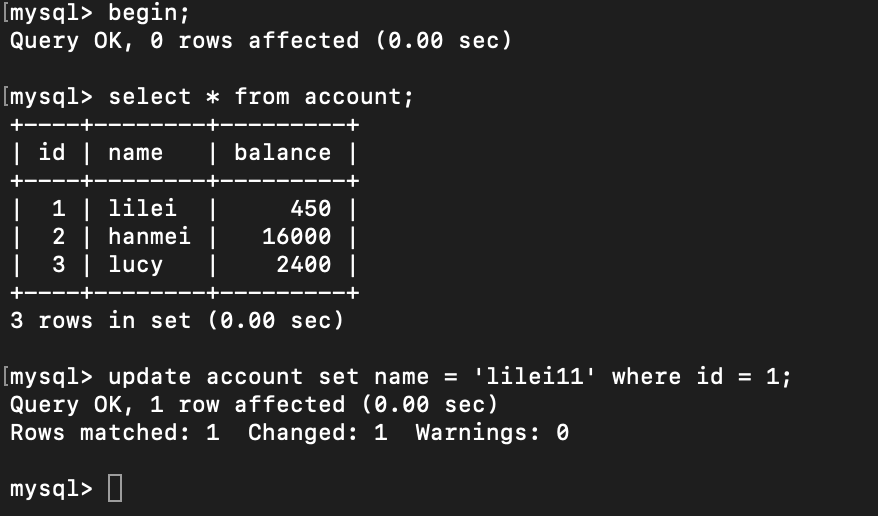 [mysql> begin;
Query OK, 0 rows affected (0.00 sec)
[mysql> select * from account;
+----+--------+---------+
| id | name   | balance |
+----+--------+---------+
|  1 | lilei  |     450 |
|  2 | hanmei |   16000 |
|  3 | lucy   |    2400 |
+----+--------+---------+
3 rows in set (0.00 sec)
[mysql> update account set name = 'lilei11' where id = 1;
Query OK, 1 row affected (0.00 sec)
Rows matched: 1  Changed: 1  Warnings: 0
mysql>